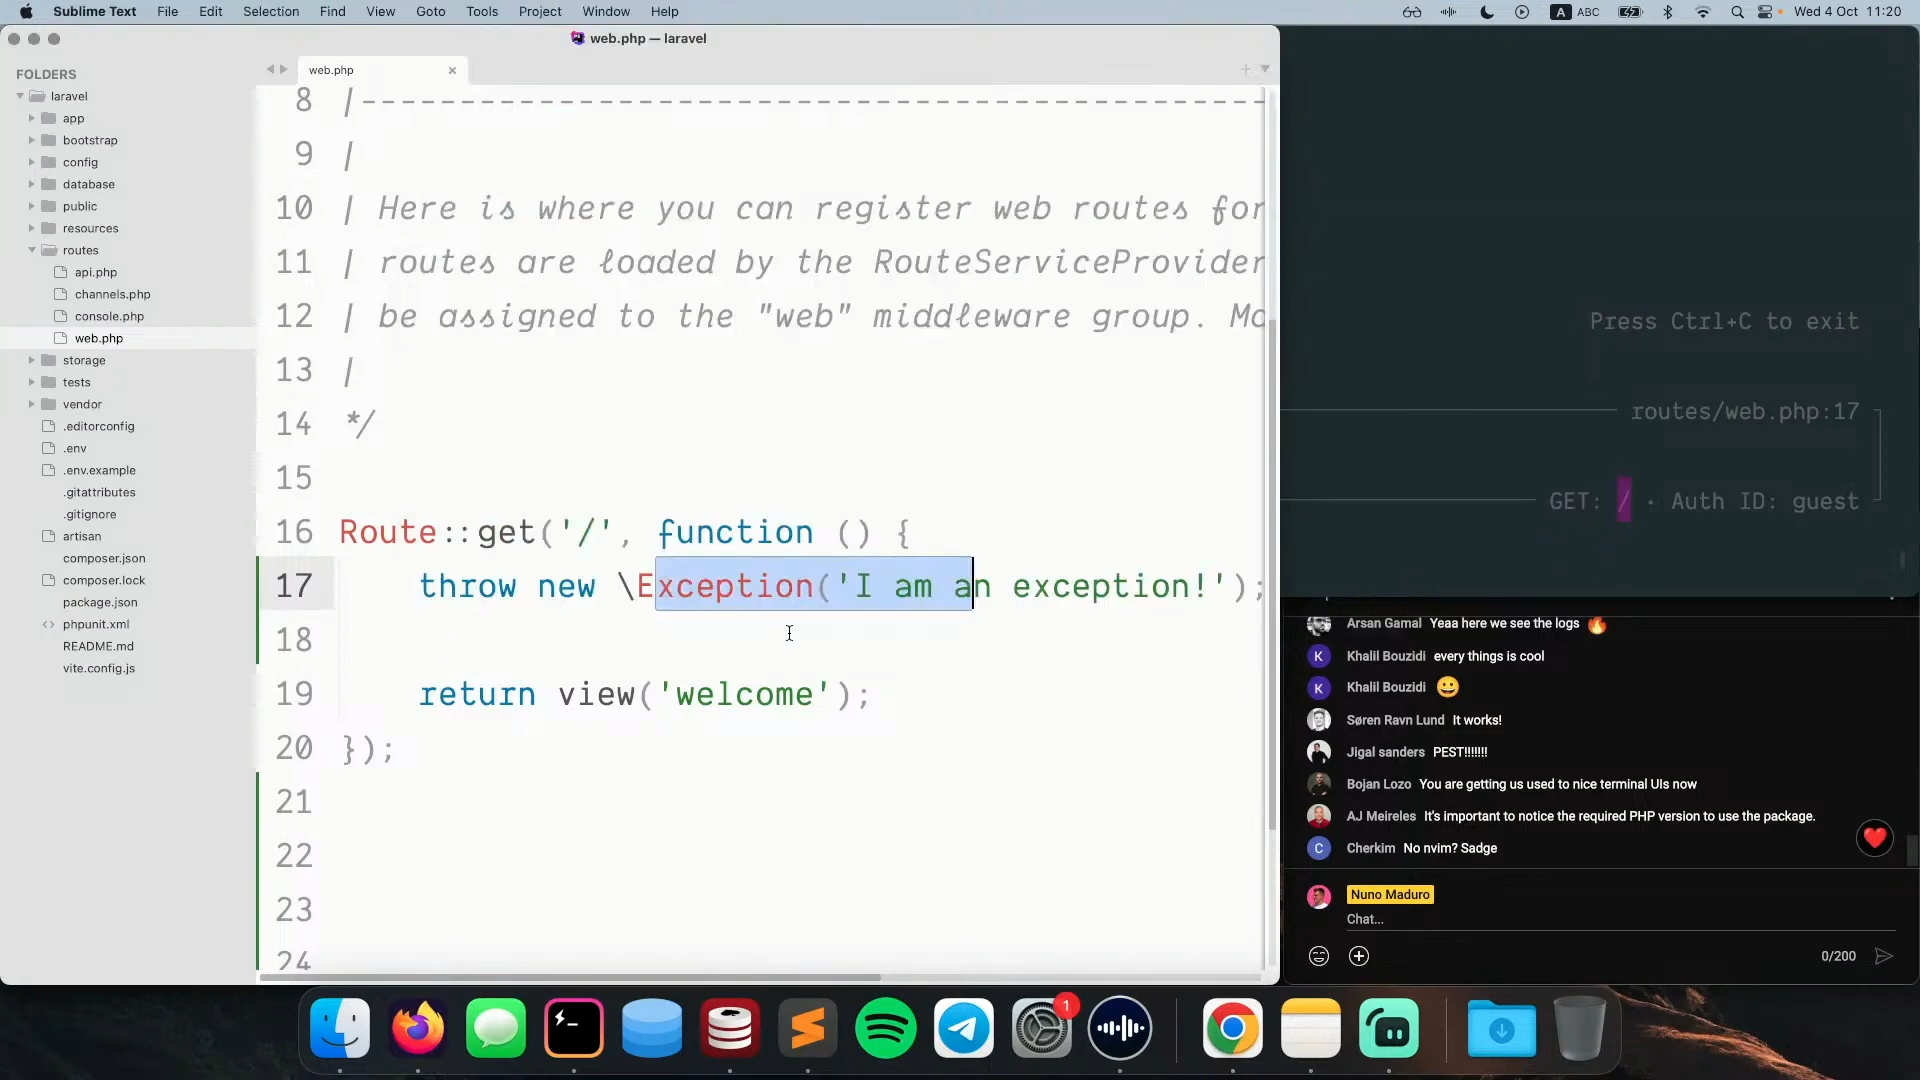 Sublime Text File Edit Selection Find View Goto Tools Project Window Help
A ABC Wed 4 Oct 11:20
web.php — laravel
FOLDERS
laravel
app
bootstrap
config
database
public
resources
routes
api.php
channels.php
console.php
web.php
storage
tests
vendor
.editorconfig
.env
.env.example
.gitattributes
.gitignore
artisan
composer.json
composer.lock
package.json
phpunit.xml
README.md
vite.config.js
web.php
8 |----------------------------------------------
9 |
10 | Here is where you can register web routes for
11 | routes are loaded by the RouteServiceProvider
12 | be assigned to the "web" middleware group. Ma
13 |
14 */
15
16 Route::get('/', function () {
17 throw new \Exception('I am an exception!');
18
19 return view('welcome');
20 });
21
22
23
24
Press Ctrl+C to exit
routes/web.php:17
GET: / · Auth ID: guest
Arsan Gamal Yeaa here we see the logs 🔥
K Khalil Bouzidi every things is cool
K Khalil Bouzidi 😀
Søren Ravn Lund It works!
Jigal sanders PEST!!!!!!!
Bojan Lozo You are getting us used to nice terminal UIs now
AJ Meireles It's important to notice the required PHP version to use the package.
C Cherkim No nvim? Sadge
Nuno Maduro
Chat...
0/200
1